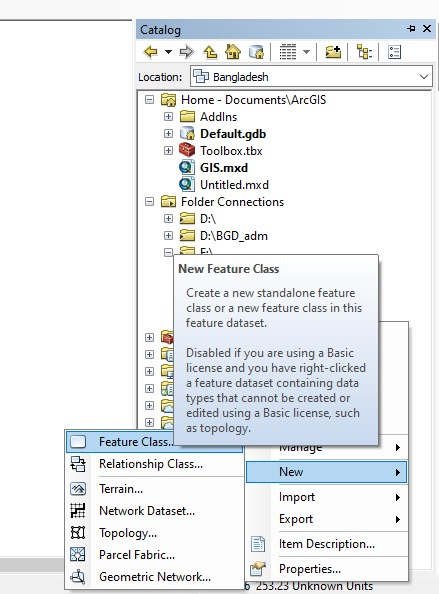 Catalog
Location: Bangladesh
Home - Documents\ArcGIS
AddIns
Default.gdb
Toolbox.tbx
GIS.mxd
Untitled.mxd
Folder Connections
D:\
D:\BGD_adm
New Feature Class
Create a new standalone feature
class or a new feature class in this
feature dataset.
Disabled if you are using a Basic
license and you have right-clicked
a feature dataset containing data
types that cannot be created or
edited using a Basic license, such
as topology.
Manage
New
Import
Export
Item Description...
Properties...
Feature Class...
Relationship Class...
Terrain...
Network Dataset...
Topology...
Parcel Fabric...
Geometric Network...
253.23 Unknown Units